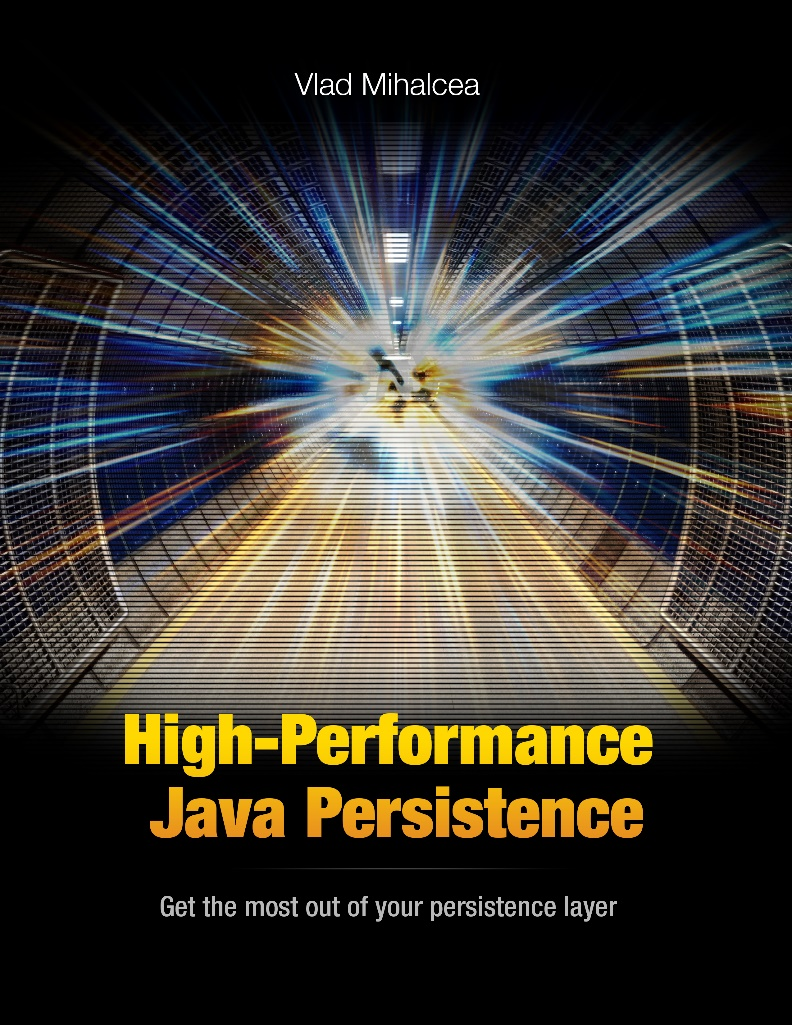 Vlad Mihalcea
High-Performance
Java Persistence
Get the most out of your persistence layer